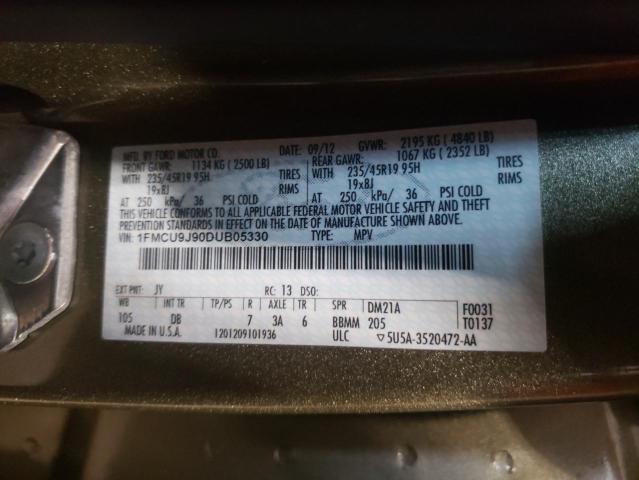 MFD. BY FORD MOTOR CO. DATE: 09/12 GVWR: 2195 KG ( 4840 LB)
FRONT GAWR: 1134 KG ( 2500 LB) REAR GAWR: 1067 KG ( 2352 LB)
WITH 235/45R19 95H TIRES WITH 235/45R19 95H TIRES
19x8J RIMS 19x8J RIMS
AT 250 kPa/ 36 PSI COLD AT 250 kPa/ 36 PSI COLD
THIS VEHICLE CONFORMS TO ALL APPLICABLE FEDERAL MOTOR VEHICLE SAFETY AND THEFT
PREVENTION STANDARDS IN EFFECT ON THE DATE OF MANUFACTURE SHOWN ABOVE.
VIN: 1FMCU9J90DUB05330 TYPE: MPV
EXT PNT: JY RC: 13 DSO:
WB INT TR TP/PS R AXLE TR SPR DM21A F0031
105 DB 7 3A 6 BBMM 205 T0137
MADE IN U.S.A. 1201209101936 ULC ▽5U5A-3520472-AA